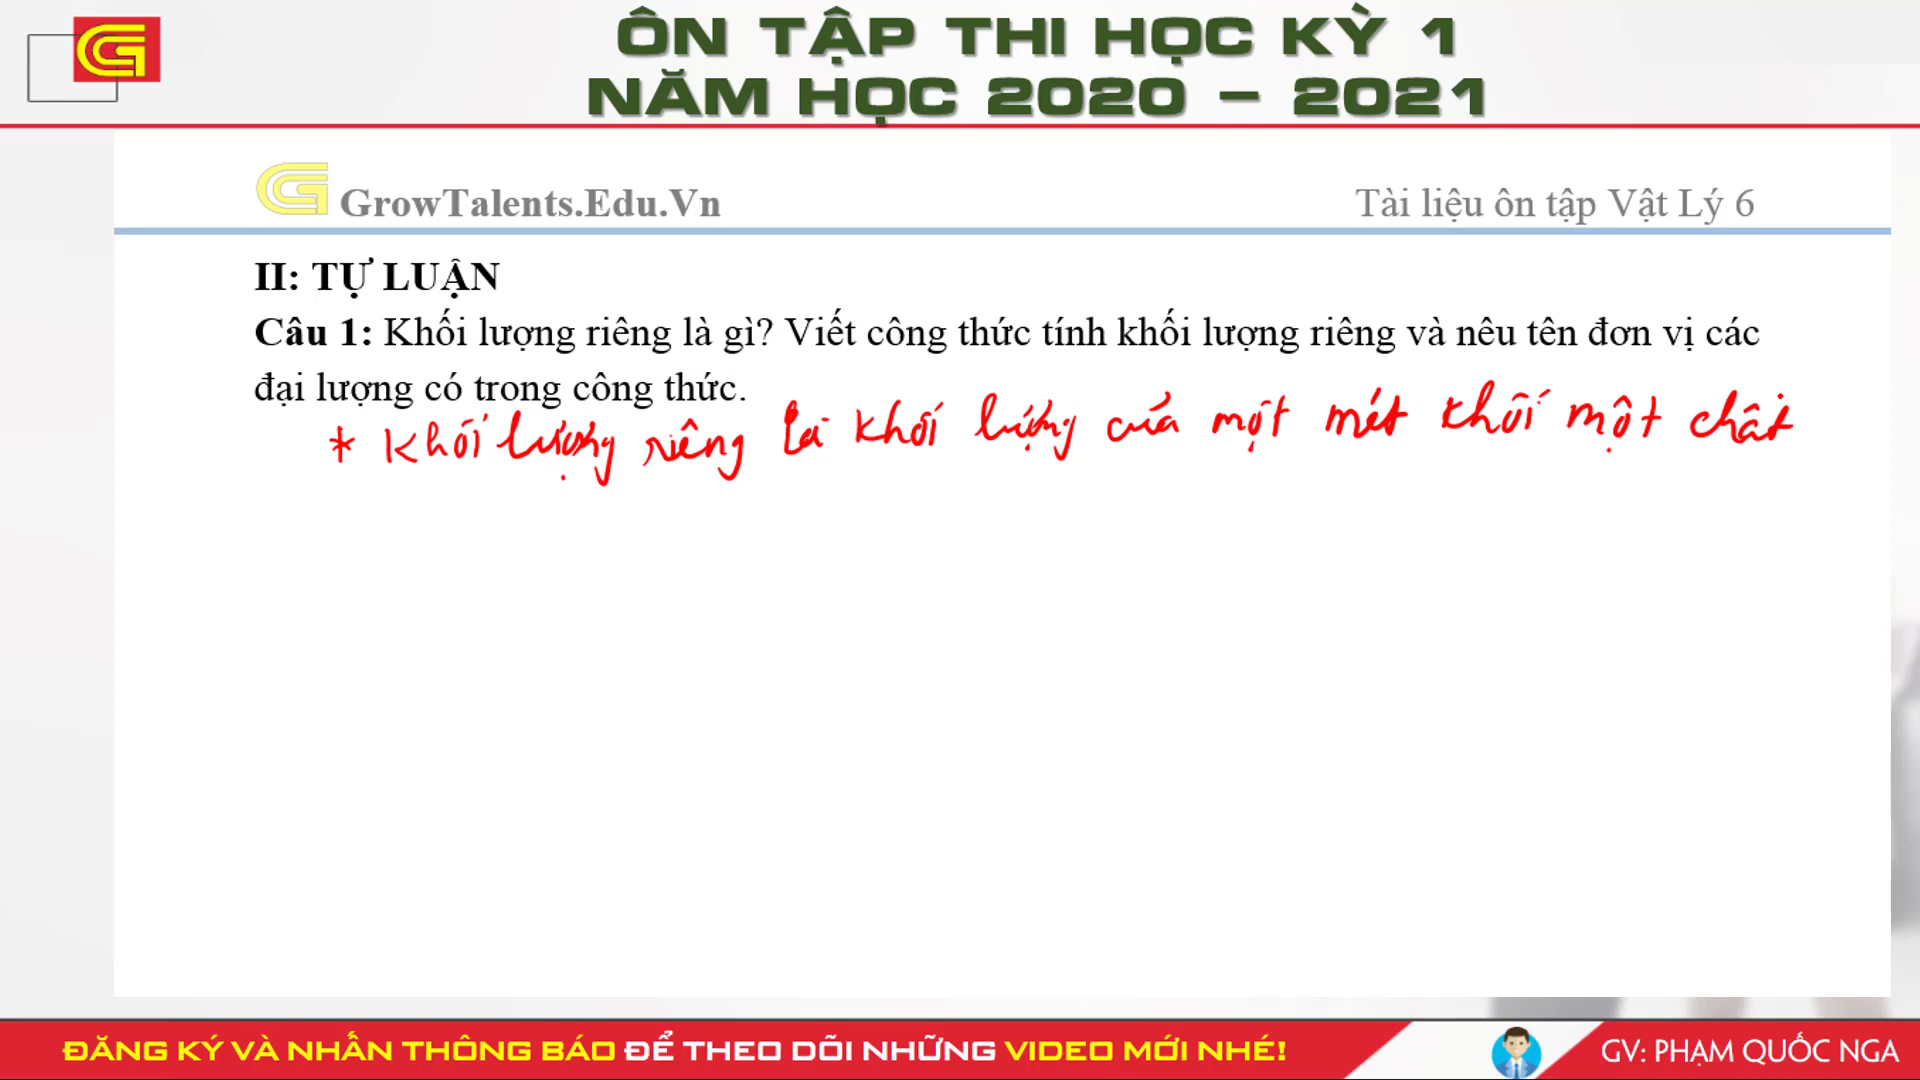 ÔN TẬP THI HỌC KỲ 1
NĂM HỌC 2020 - 2021
GrowTalents.Edu.Vn
Tài liệu ôn tập Vật Lý 6
II: TỰ LUẬN
Câu 1: Khối lượng riêng là gì? Viết công thức tính khối lượng riêng và nêu tên đơn vị các
đại lượng có trong công thức.
* Khối lượng riêng là khối lượng của một mét khối một chất
ĐĂNG KÝ VÀ NHẤN THÔNG BÁO ĐỂ THEO DÕI NHỮNG VIDEO MỚI NHÉ!
GV: PHẠM QUỐC NGA